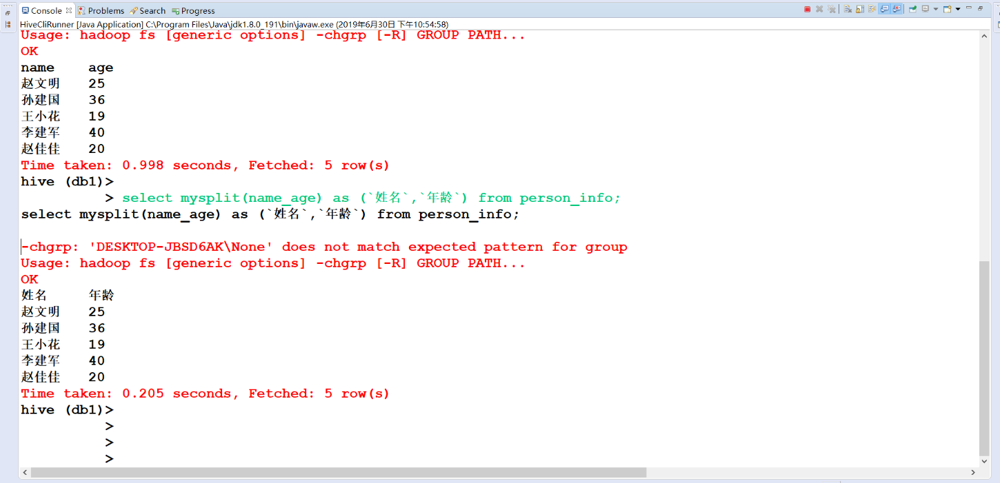 Console Problems Search Progress
HiveCliRunner [Java Application] C:\Program Files\Java\jdk1.8.0_191\bin\javaw.exe (2019年6月30日 下午10:54:58)
Usage: hadoop fs [generic options] -chgrp [-R] GROUP PATH...
OK
name age
赵文明 25
孙建国 36
王小花 19
李建军 40
赵佳佳 20
Time taken: 0.998 seconds, Fetched: 5 row(s)
hive (db1)>
> select mysplit(name_age) as (`姓名`,`年龄`) from person_info;
select mysplit(name_age) as (`姓名`,`年龄`) from person_info;
-chgrp: 'DESKTOP-JBSD6AK\None' does not match expected pattern for group
Usage: hadoop fs [generic options] -chgrp [-R] GROUP PATH...
OK
姓名 年龄
赵文明 25
孙建国 36
王小花 19
李建军 40
赵佳佳 20
Time taken: 0.205 seconds, Fetched: 5 row(s)
hive (db1)>
>
>
>